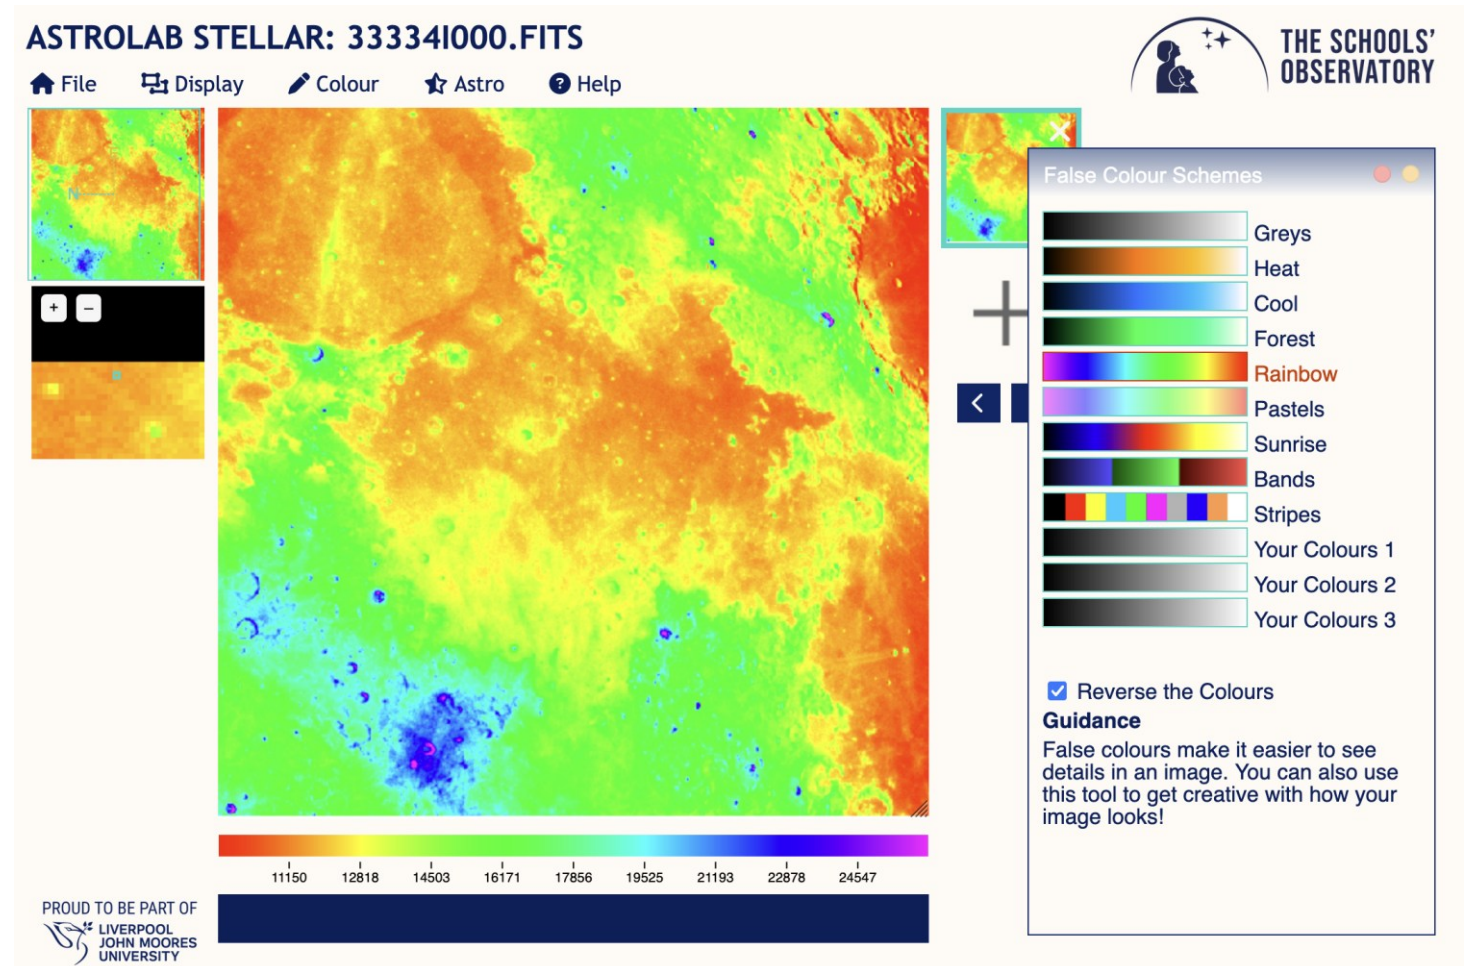 ASTROLAB STELLAR: 33334I000.FITS
THE SCHOOLS'
OBSERVATORY
File
Display
Colour
Astro
Help
N
+
−
False Colour Schemes
Greys
Heat
Cool
Forest
Rainbow
Pastels
Sunrise
Bands
Stripes
Your Colours 1
Your Colours 2
Your Colours 3
Reverse the Colours
Guidance
False colours make it easier to see
details in an image. You can also use
this tool to get creative with how your
image looks!
11150 12818 14503 16171 17856 19525 21193 22878 24547
PROUD TO BE PART OF
LIVERPOOL
JOHN MOORES
UNIVERSITY